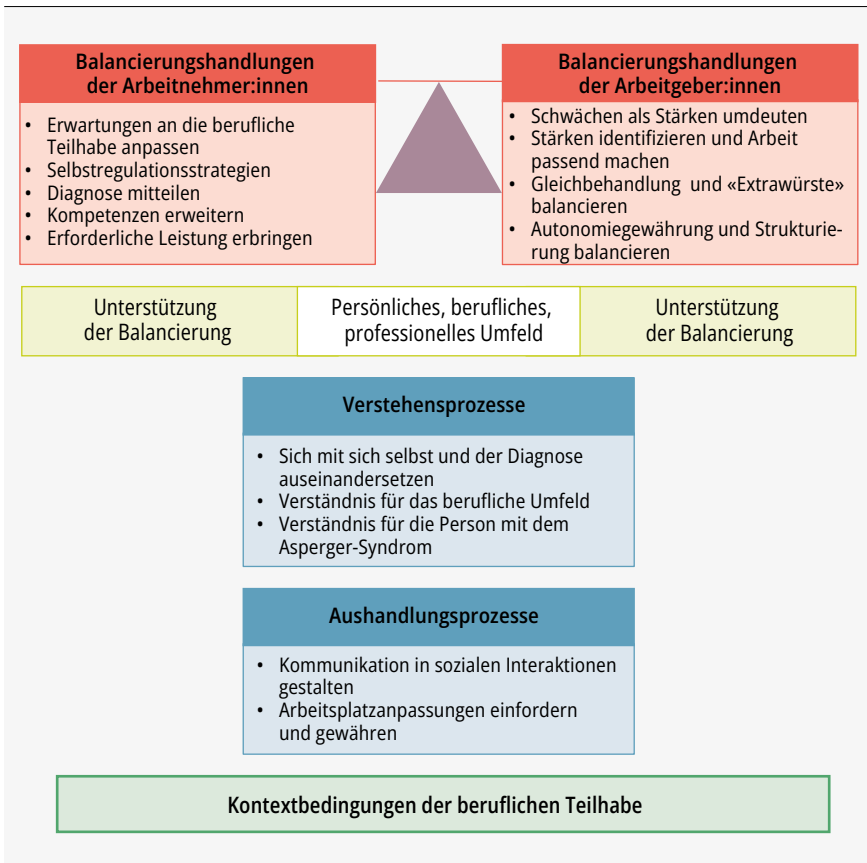 Balancierungshandlungen
der Arbeitnehmer:innen
• Erwartungen an die berufliche
Teilhabe anpassen
• Selbstregulationsstrategien
• Diagnose mitteilen
• Kompetenzen erweitern
• Erforderliche Leistung erbringen
Balancierungshandlungen
der Arbeitgeber:innen
• Schwächen als Stärken umdeuten
• Stärken identifizieren und Arbeit
passend machen
• Gleichbehandlung und «Extrawürste»
balancieren
• Autonomiegewährung und Strukturie-
rung balancieren
Unterstützung
der Balancierung
Persönliches, berufliches,
professionelles Umfeld
Unterstützung
der Balancierung
Verstehensprozesse
• Sich mit sich selbst und der Diagnose
auseinandersetzen
• Verständnis für das berufliche Umfeld
• Verständnis für die Person mit dem
Asperger-Syndrom
Aushandlungsprozesse
• Kommunikation in sozialen Interaktionen
gestalten
• Arbeitsplatzanpassungen einfordern
und gewähren
Kontextbedingungen der beruflichen Teilhabe